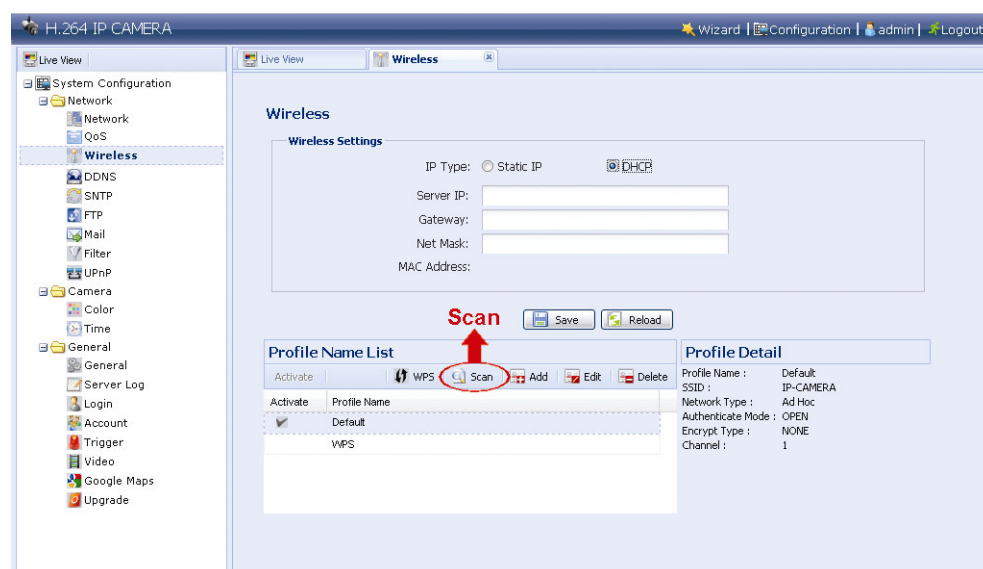 H.264 IP CAMERA
Wizard | Configuration | admin | Logout
Live View
System Configuration
Network
Network
QoS
Wireless
DDNS
SNTP
FTP
Mail
Filter
UPnP
Camera
Color
Time
General
General
Server Log
Login
Account
Trigger
Video
Google Maps
Upgrade
Live View Wireless
Wireless
Wireless Settings
IP Type: Static IP DHCP
Server IP:
Gateway:
Net Mask:
MAC Address:
Scan
Save Reload
Profile Name List
Activate WPS Scan Add Edit Delete
Activate Profile Name
Default
WPS
Profile Detail
Profile Name : Default
SSID : IP-CAMERA
Network Type : Ad Hoc
Authenticate Mode : OPEN
Encrypt Type : NONE
Channel : 1